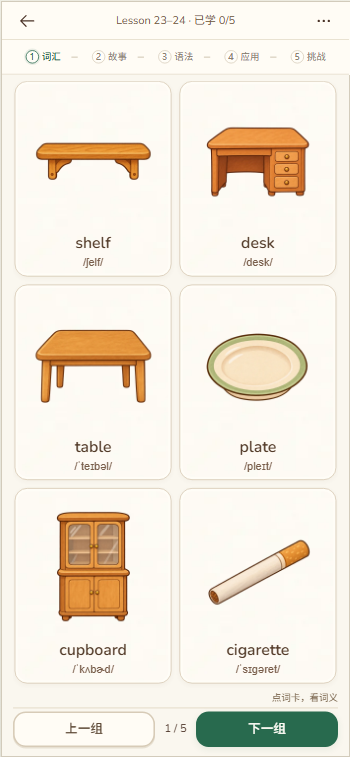 Lesson 23–24 · 已学 0/5
1 词汇 – 2 故事 – 3 语法 – 4 应用 – 5 挑战
shelf desk
/ʃelf/ /desk/
table plate
/ˈteɪbəl/ /pleɪt/
cupboard cigarette
/ˈkʌbɚd/ /ˈsɪɡəret/
点词卡，看词义
上一组 1 / 5 下一组